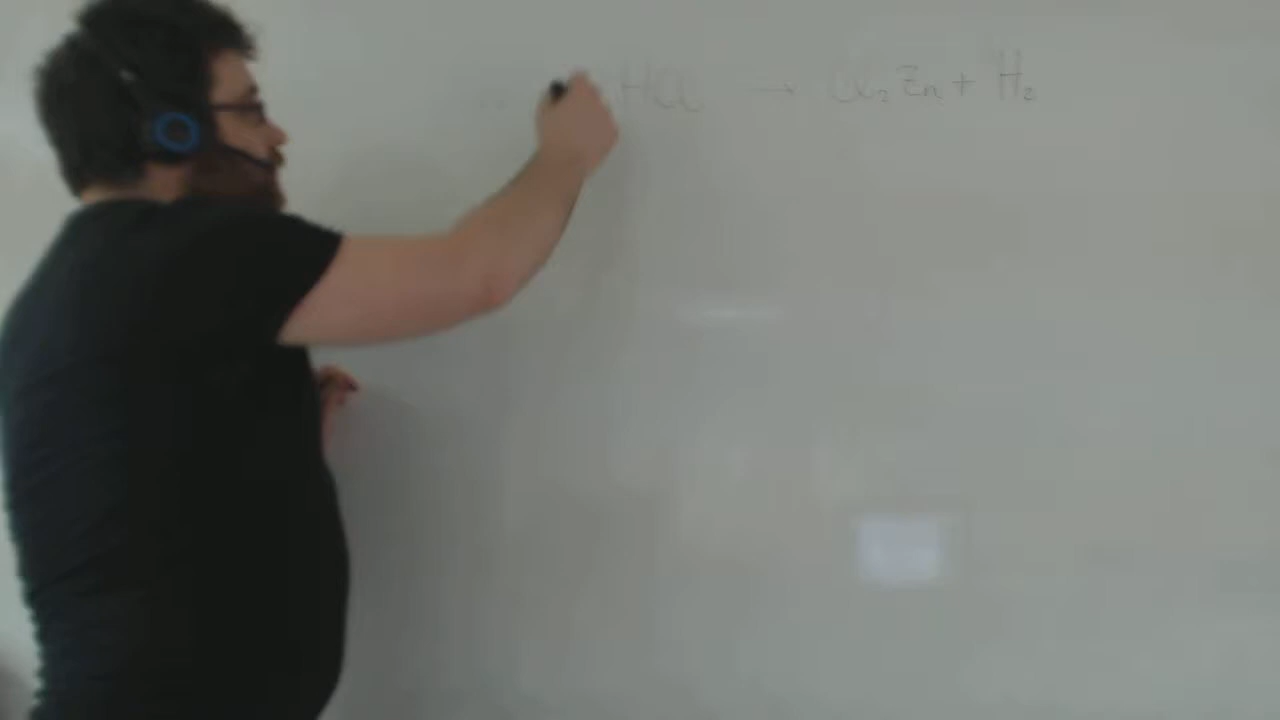 HCl → Cl₂ Zn + H₂